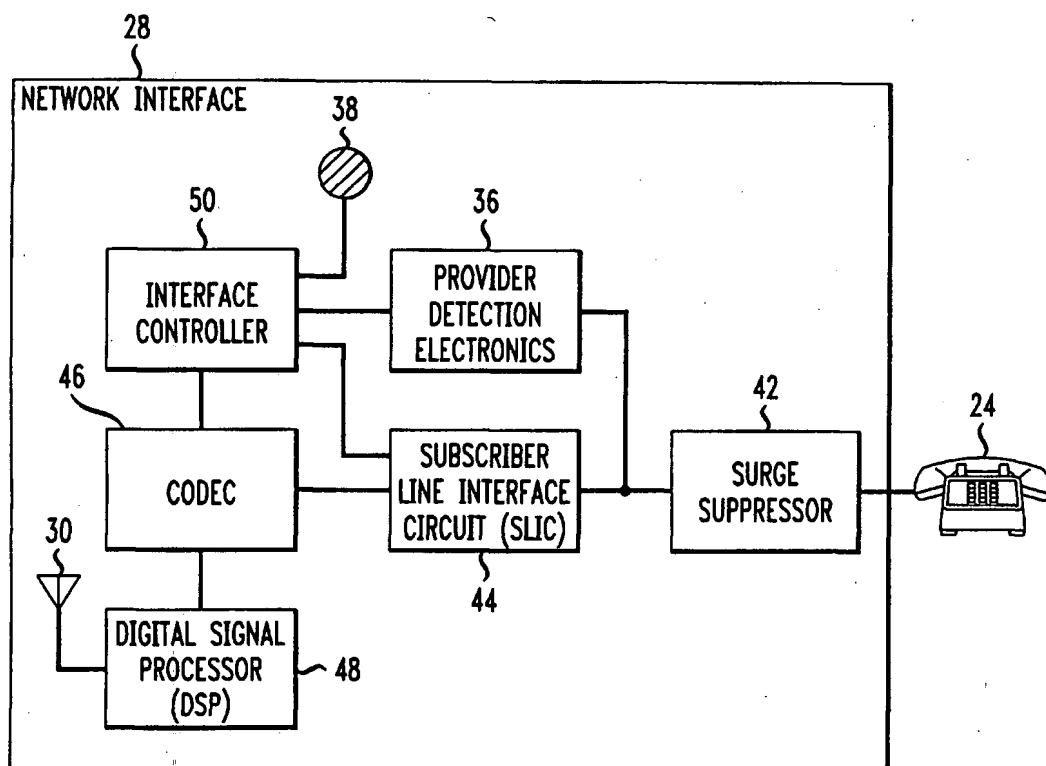 28
NETWORK INTERFACE
38
50
36
INTERFACE
CONTROLLER
PROVIDER
DETECTION
ELECTRONICS
46
42
24
CODEC
SUBSCRIBER
LINE INTERFACE
CIRCUIT (SLIC)
SURGE
SUPPRESSOR
30
44
DIGITAL SIGNAL
PROCESSOR
(DSP)
48